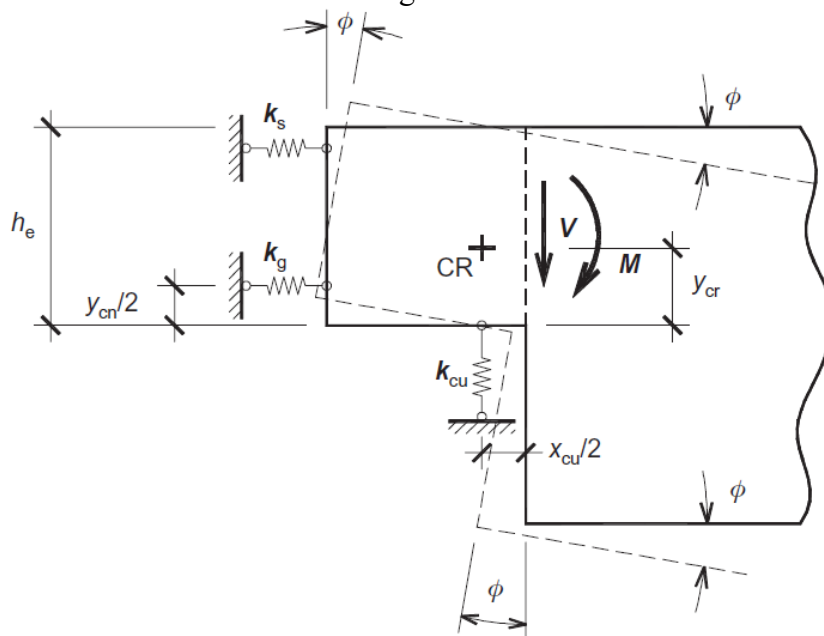 ϕ
k_s
ϕ
h_e
V
k_g
CR
M
y_cn/2
y_cr
k_cu
x_cu/2
ϕ
ϕ